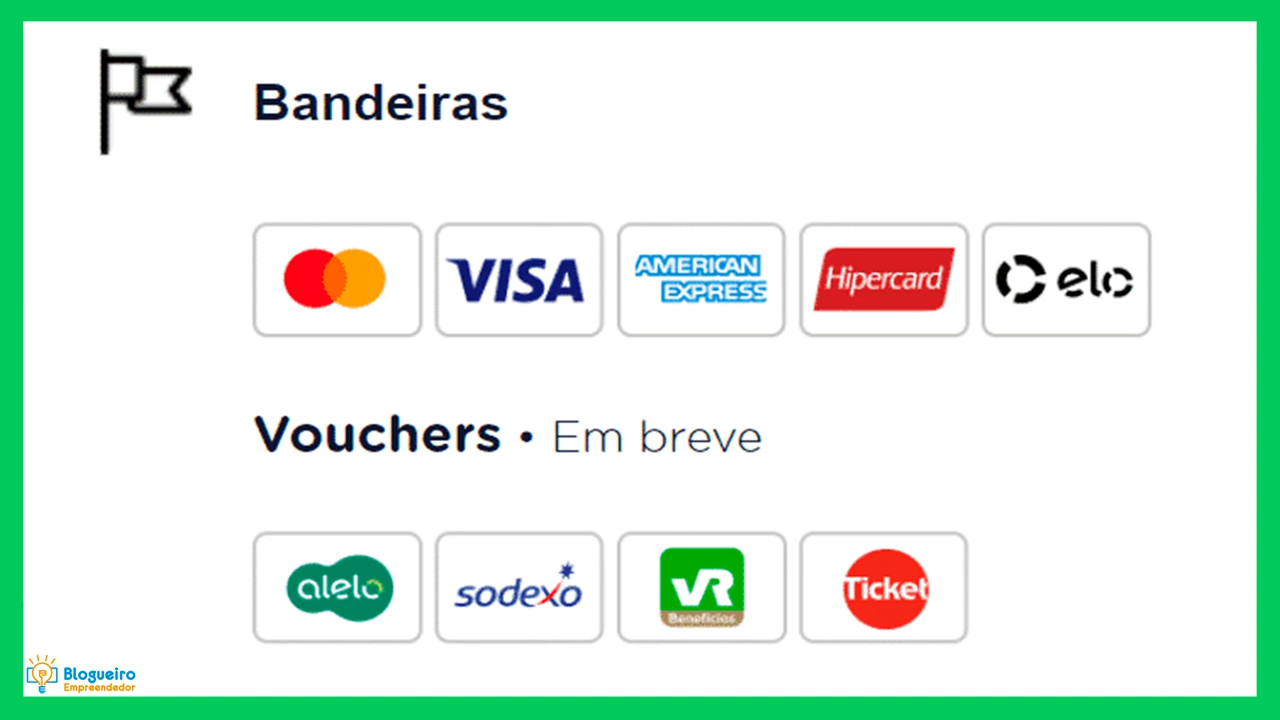 Bandeiras
VISA AMERICAN EXPRESS Hipercard elo
Vouchers • Em breve
alelo sodexo VR Benefícios Ticket
Blogueiro
Empreendedor